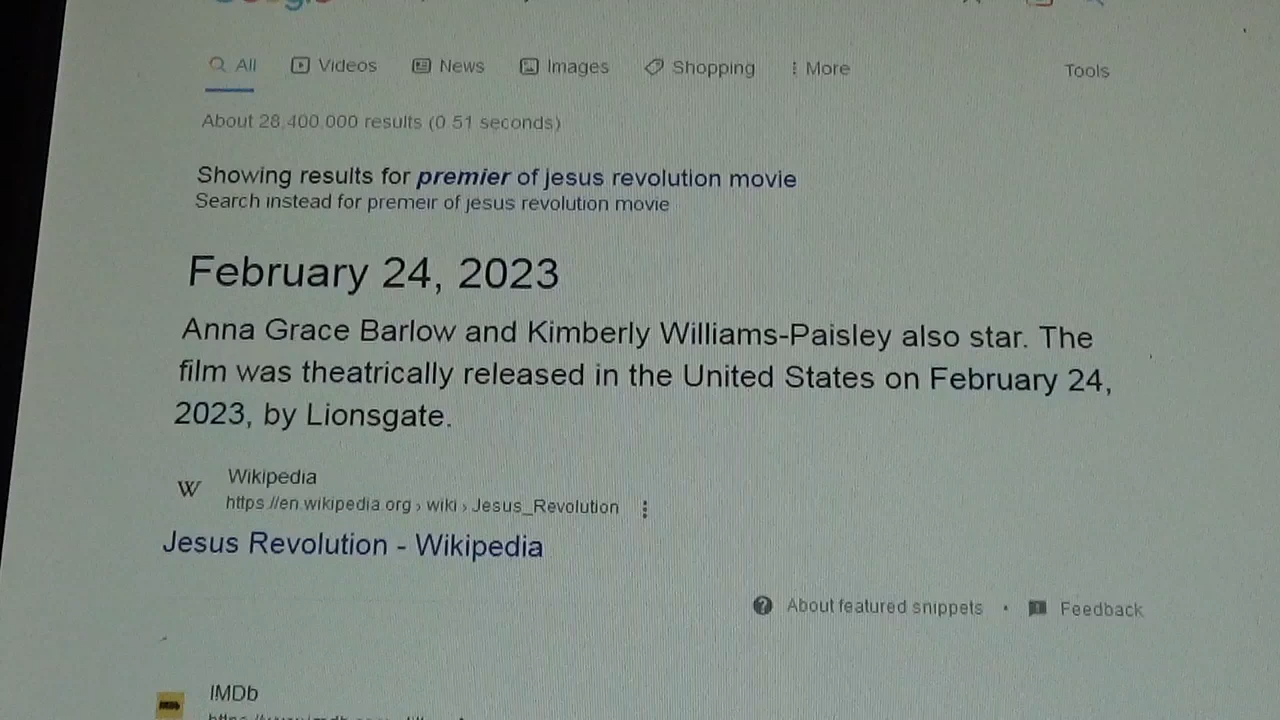 All Videos News Images Shopping More Tools
About 28,400,000 results (0.51 seconds)
Showing results for premier of jesus revolution movie
Search instead for premeir of jesus revolution movie
February 24, 2023
Anna Grace Barlow and Kimberly Williams-Paisley also star. The
film was theatrically released in the United States on February 24,
2023, by Lionsgate.
W Wikipedia
https://en.wikipedia.org › wiki › Jesus_Revolution
Jesus Revolution - Wikipedia
About featured snippets • Feedback
IMDb